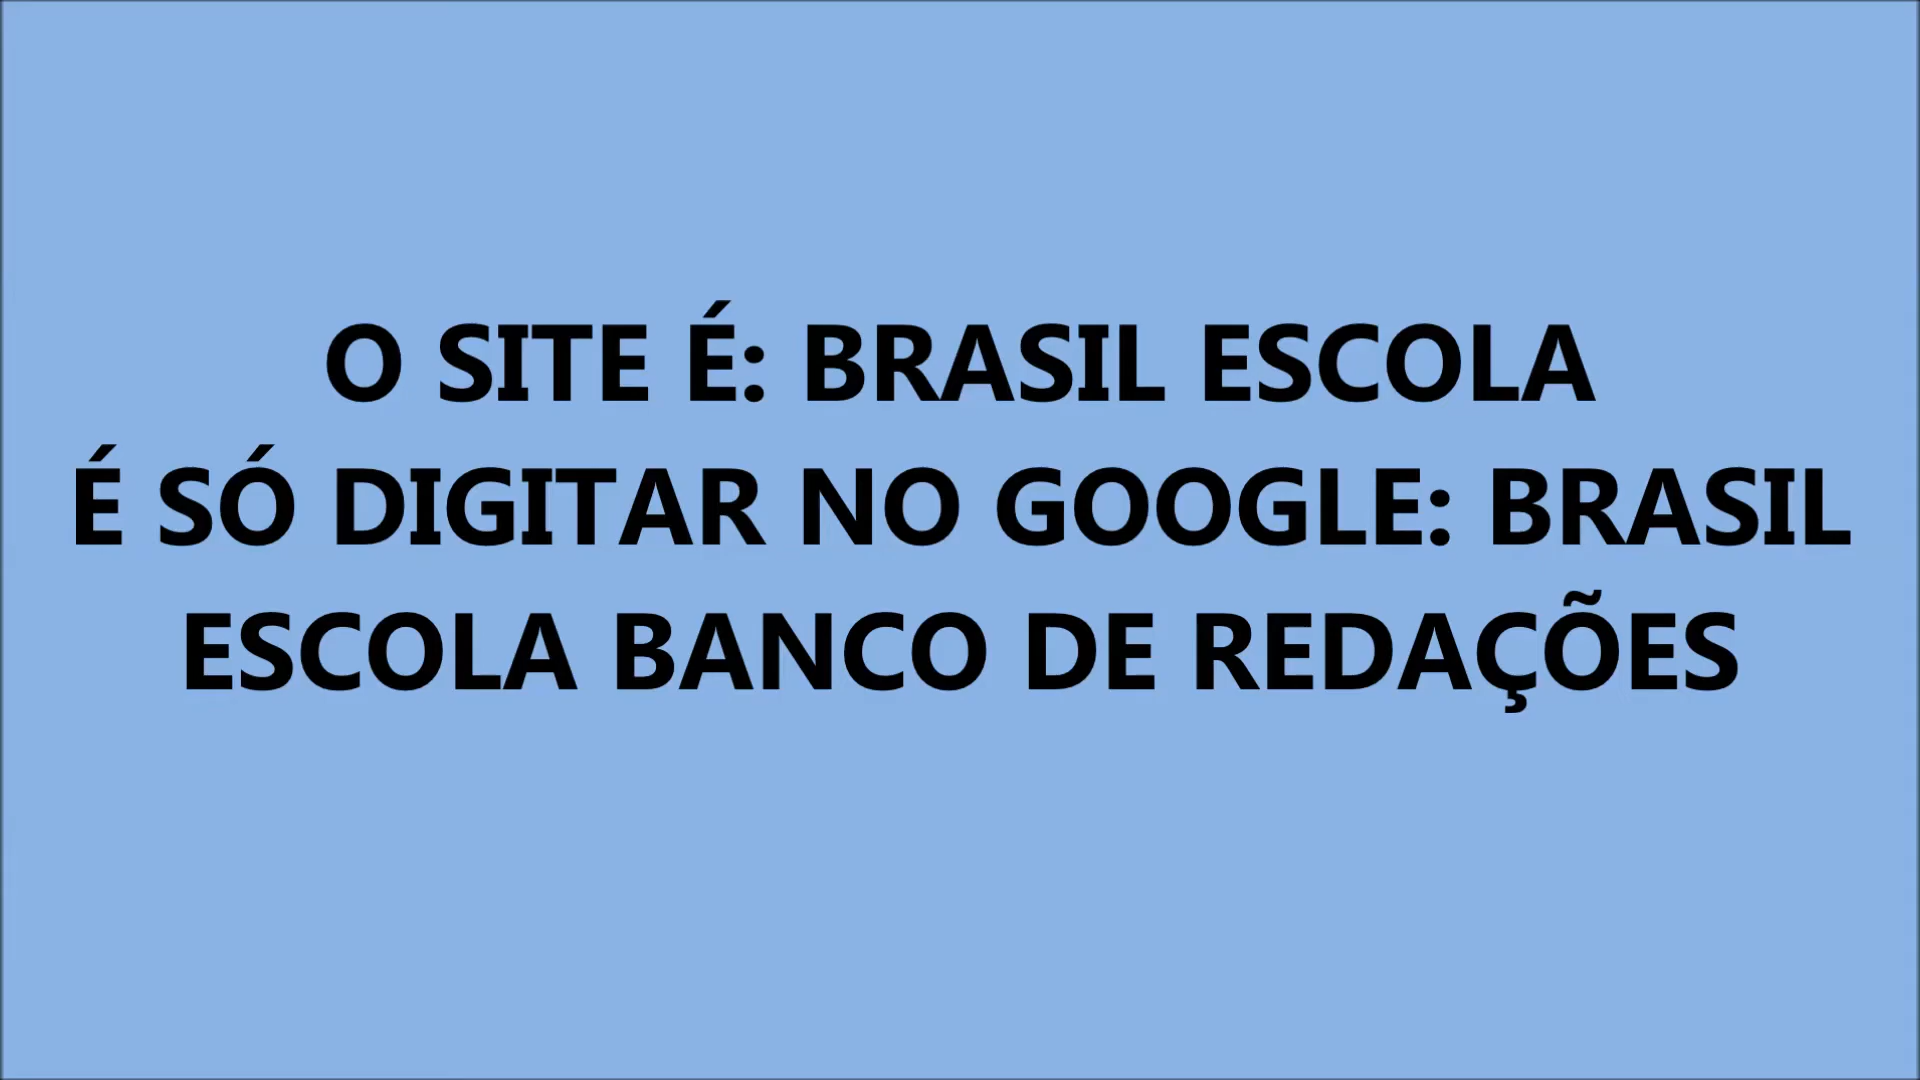 O SITE É: BRASIL ESCOLA
É SÓ DIGITAR NO GOOGLE: BRASIL
ESCOLA BANCO DE REDAÇÕES